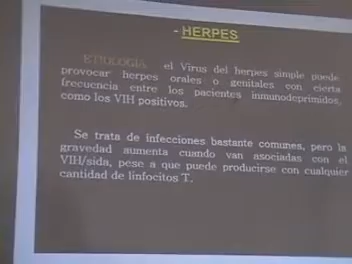 - HERPES
ETIOLOGIA el Virus del herpes simple puede
provocar herpes orales o genitales con cierta
frecuencia entre los pacientes inmunodeprimidos,
como los VIH positivos.
Se trata de infecciones bastante comunes, pero la
gravedad aumenta cuando van asociadas con el
VIH/sida, pese a que puede producirse con cualquier
cantidad de linfocitos T.